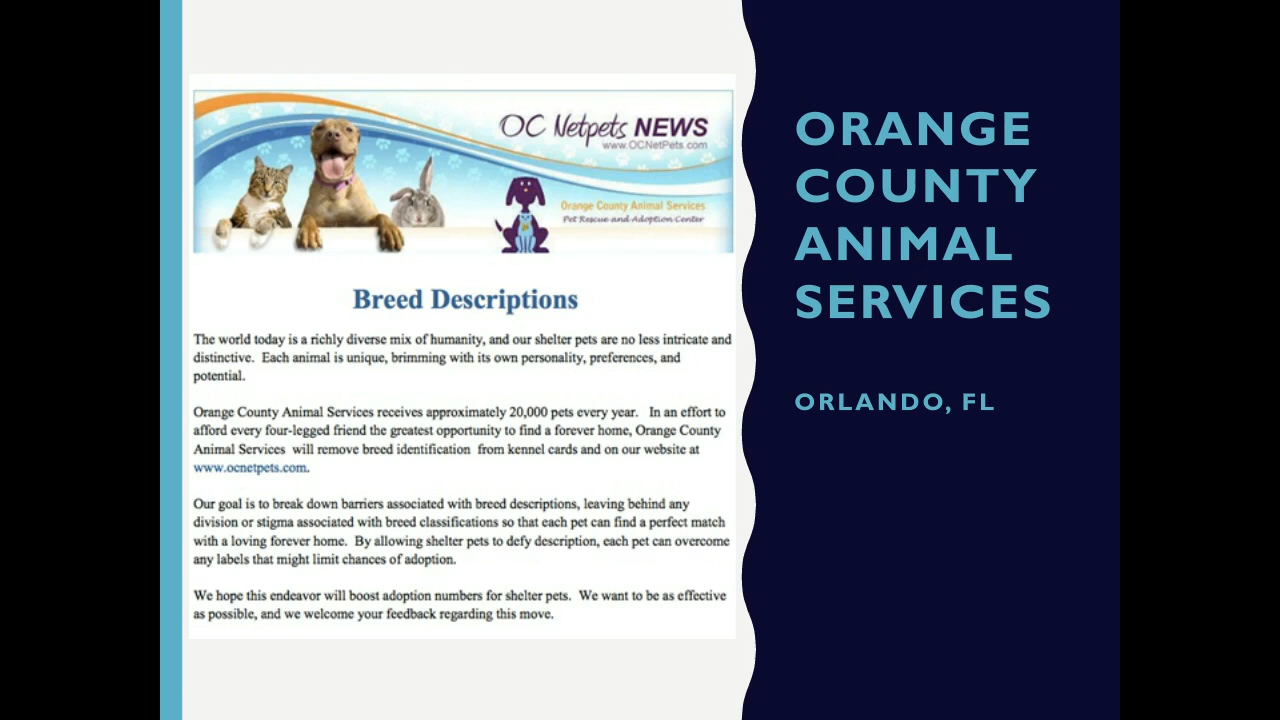 OC Netpets NEWS
www.OCNetPets.com
Orange County Animal Services
Pet Rescue and Adoption Center
Breed Descriptions
The world today is a richly diverse mix of humanity, and our shelter pets are no less intricate and
distinctive.  Each animal is unique, brimming with its own personality, preferences, and
potential.
Orange County Animal Services receives approximately 20,000 pets every year.   In an effort to
afford every four-legged friend the greatest opportunity to find a forever home, Orange County
Animal Services  will remove breed identification  from kennel cards and on our website at
www.ocnetpets.com.
Our goal is to break down barriers associated with breed descriptions, leaving behind any
division or stigma associated with breed classifications so that each pet can find a perfect match
with a loving forever home.  By allowing shelter pets to defy description, each pet can overcome
any labels that might limit chances of adoption.
We hope this endeavor will boost adoption numbers for shelter pets.  We want to be as effective
as possible, and we welcome your feedback regarding this move.
ORANGE
COUNTY
ANIMAL
SERVICES
ORLANDO, FL